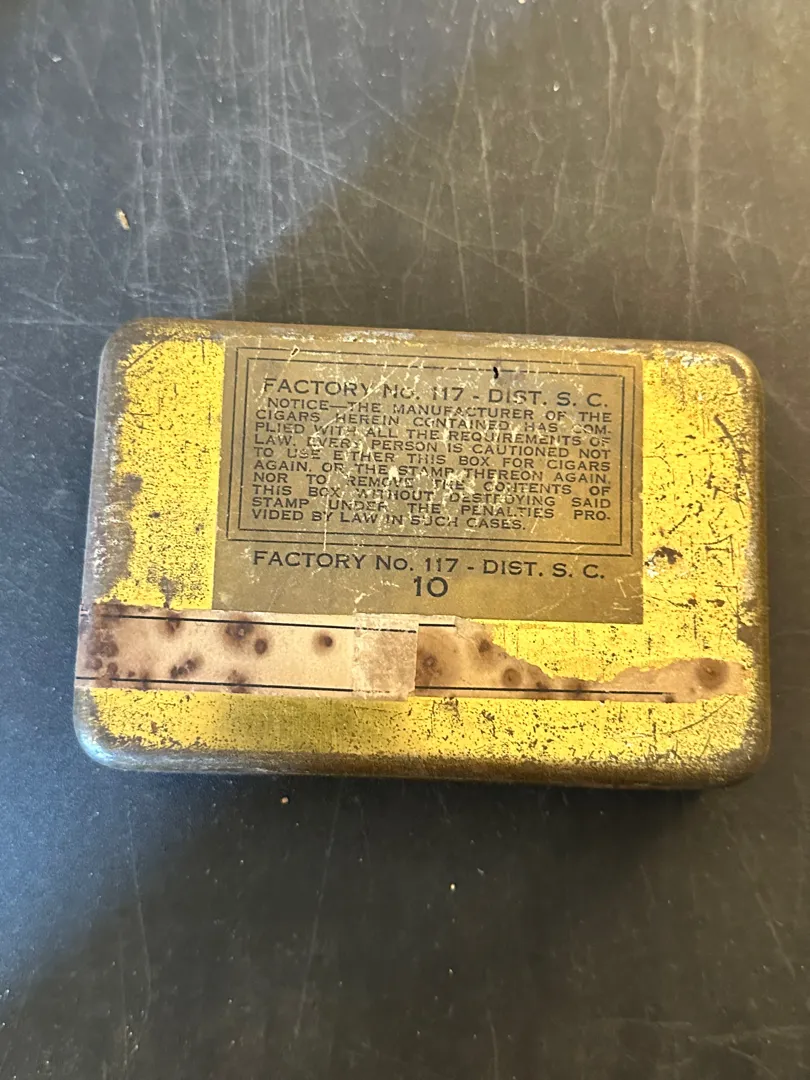 FACTORY No. 117 - DIST. S. C.
NOTICE—THE MANUFACTURER OF THE
CIGARS HEREIN CONTAINED HAS COM-
PLIED WITH ALL THE REQUIREMENTS OF
LAW. EVERY PERSON IS CAUTIONED NOT
TO USE EITHER THIS BOX FOR CIGARS
AGAIN, OR THE STAMP THEREON AGAIN,
NOR TO REMOVE THE CONTENTS OF
THIS BOX WITHOUT DESTROYING SAID
STAMP UNDER THE PENALTIES PRO-
VIDED BY LAW IN SUCH CASES.
FACTORY No. 117 - DIST. S. C.
10